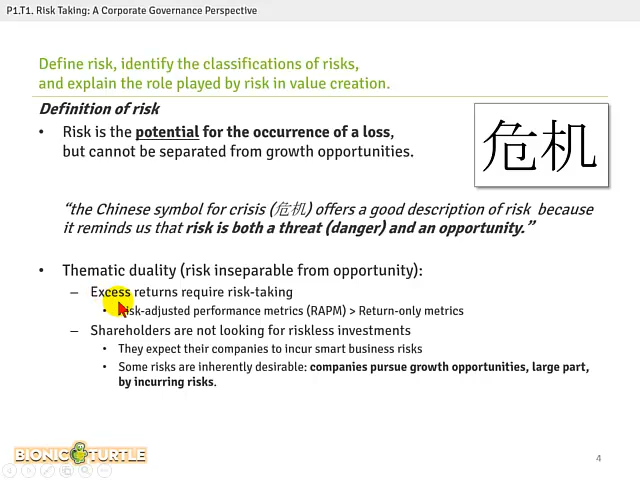 P1.T1. Risk Taking: A Corporate Governance Perspective
Define risk, identify the classifications of risks,
and explain the role played by risk in value creation.
Definition of risk
• Risk is the potential for the occurrence of a loss,
but cannot be separated from growth opportunities.
危机
“the Chinese symbol for crisis (危机) offers a good description of risk because
it reminds us that risk is both a threat (danger) and an opportunity.”
• Thematic duality (risk inseparable from opportunity):
– Excess returns require risk-taking
• Risk-adjusted performance metrics (RAPM) > Return-only metrics
– Shareholders are not looking for riskless investments
• They expect their companies to incur smart business risks
• Some risks are inherently desirable: companies pursue growth opportunities, large part,
by incurring risks.
BIONIC TURTLE
4